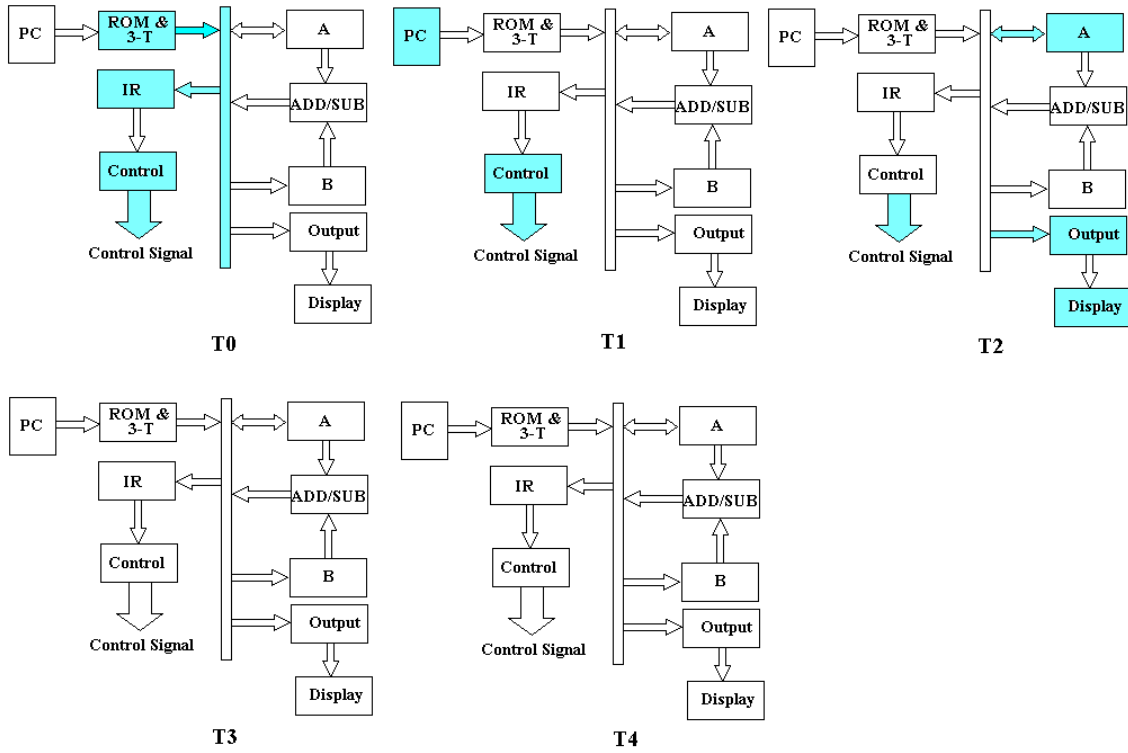 PC
ROM &
3-T
A
IR
ADD/SUB
Control
B
Output
Control Signal
Display
T0
PC
ROM &
3-T
A
IR
ADD/SUB
Control
B
Output
Control Signal
Display
T1
PC
ROM &
3-T
A
IR
ADD/SUB
Control
B
Output
Control Signal
Display
T2
PC
ROM &
3-T
A
IR
ADD/SUB
Control
B
Output
Control Signal
Display
T3
PC
ROM &
3-T
A
IR
ADD/SUB
Control
B
Output
Control Signal
Display
T4